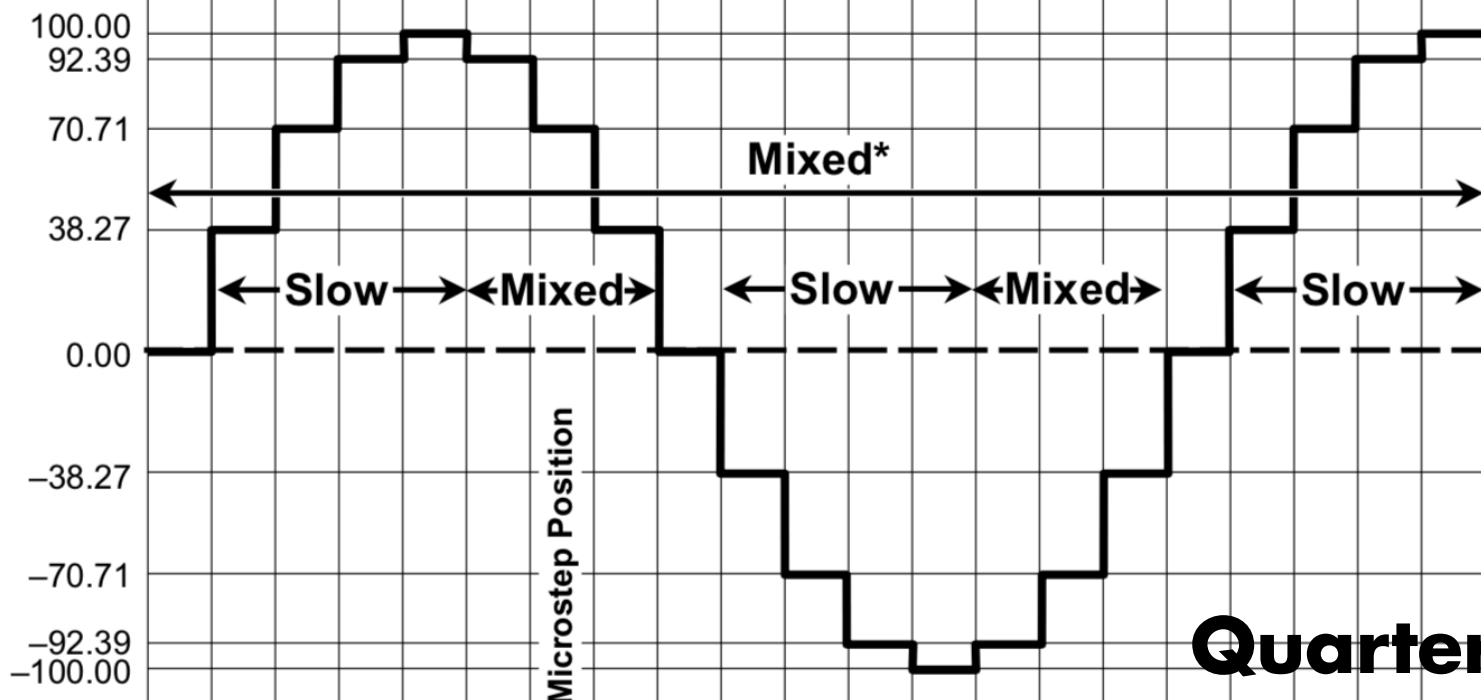 100.00
92.39
70.71
Mixed*
38.27
Slow Mixed Slow Mixed Slow
0.00
Microstep Position
–38.27
–70.71
–92.39
Quarter
–100.00